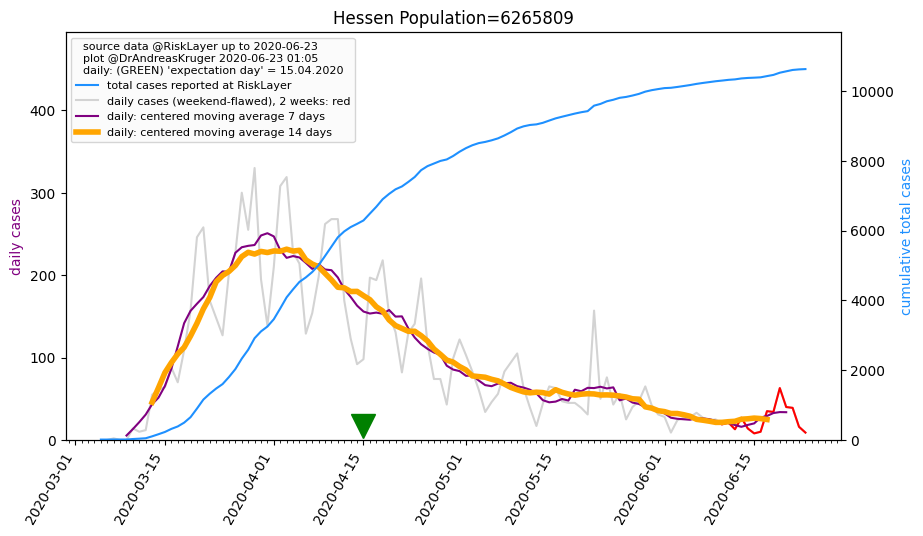 Hessen Population=6265809
source data @RiskLayer up to 2020-06-23
plot @DrAndreasKruger 2020-06-23 01:05
daily: (GREEN) 'expectation day' = 15.04.2020
total cases reported at RiskLayer
daily cases (weekend-flawed), 2 weeks: red
daily: centered moving average 7 days
daily: centered moving average 14 days
daily cases
400
300
200
100
0
10000
8000
6000
4000
2000
0
cumulative total cases
2020-03-01
2020-03-15
2020-04-01
2020-04-15
2020-05-01
2020-05-15
2020-06-01
2020-06-15